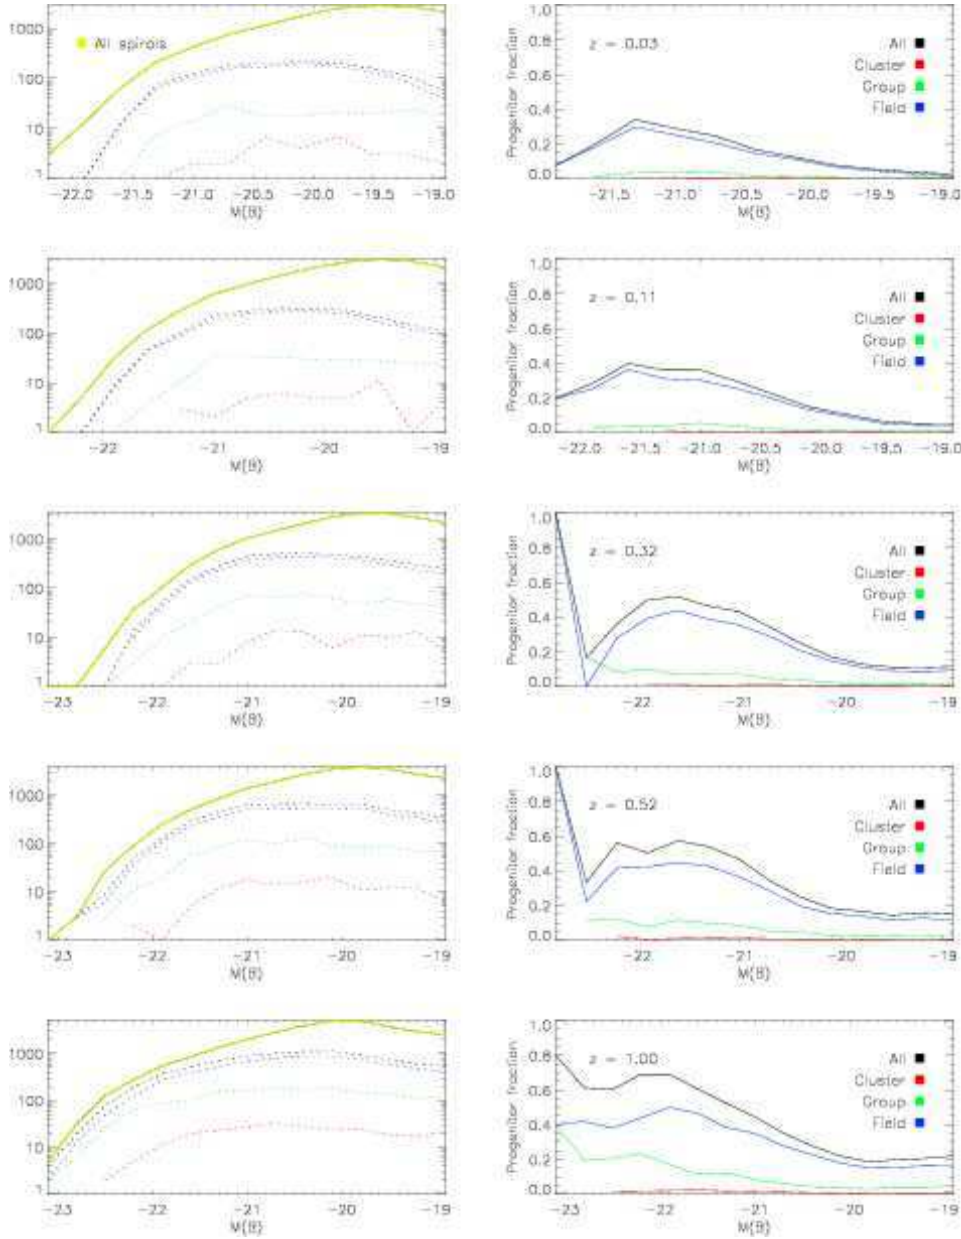 1000
100
10
1
All spirals
−22.0 −21.5 −21.0 −20.5 −20.0 −19.5 −19.0
M(B)
Progenitor fraction
1.0
0.8
0.6
0.4
0.2
0.0
z = 0.03
All
Cluster
Group
Field
−21.5 −21.0 −20.5 −20.0 −19.5 −19.0
M(B)
1000
100
10
1
−22 −21 −20 −19
M(B)
Progenitor fraction
1.0
0.8
0.6
0.4
0.2
0.0
z = 0.11
All
Cluster
Group
Field
−22.0 −21.5 −21.0 −20.5 −20.0 −19.5 −19.0
M(B)
1000
100
10
1
−23 −22 −21 −20 −19
M(B)
Progenitor fraction
1.0
0.8
0.6
0.4
0.2
0.0
z = 0.32
All
Cluster
Group
Field
−22 −21 −20 −19
M(B)
1000
100
10
1
−23 −22 −21 −20 −19
M(B)
Progenitor fraction
1.0
0.8
0.6
0.4
0.2
0.0
z = 0.52
All
Cluster
Group
Field
−22 −21 −20 −19
M(B)
1000
100
10
1
−23 −22 −21 −20 −19
M(B)
Progenitor fraction
1.0
0.8
0.6
0.4
0.2
0.0
z = 1.00
All
Cluster
Group
Field
−23 −22 −21 −20 −19
M(B)